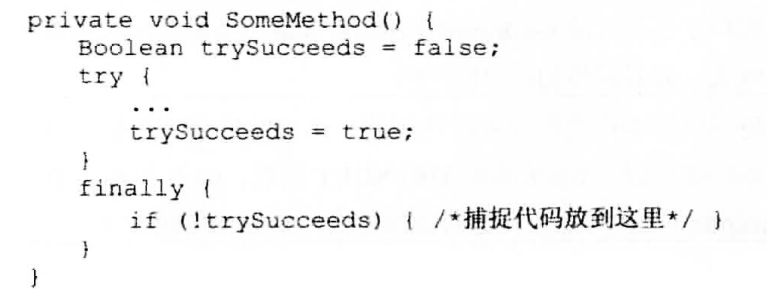 private void SomeMethod() {
Boolean trySucceeds = false;
try {
...
trySucceeds = true;
}
finally {
if (!trySucceeds) { /*捕捉代码放到这里*/ }
}
}